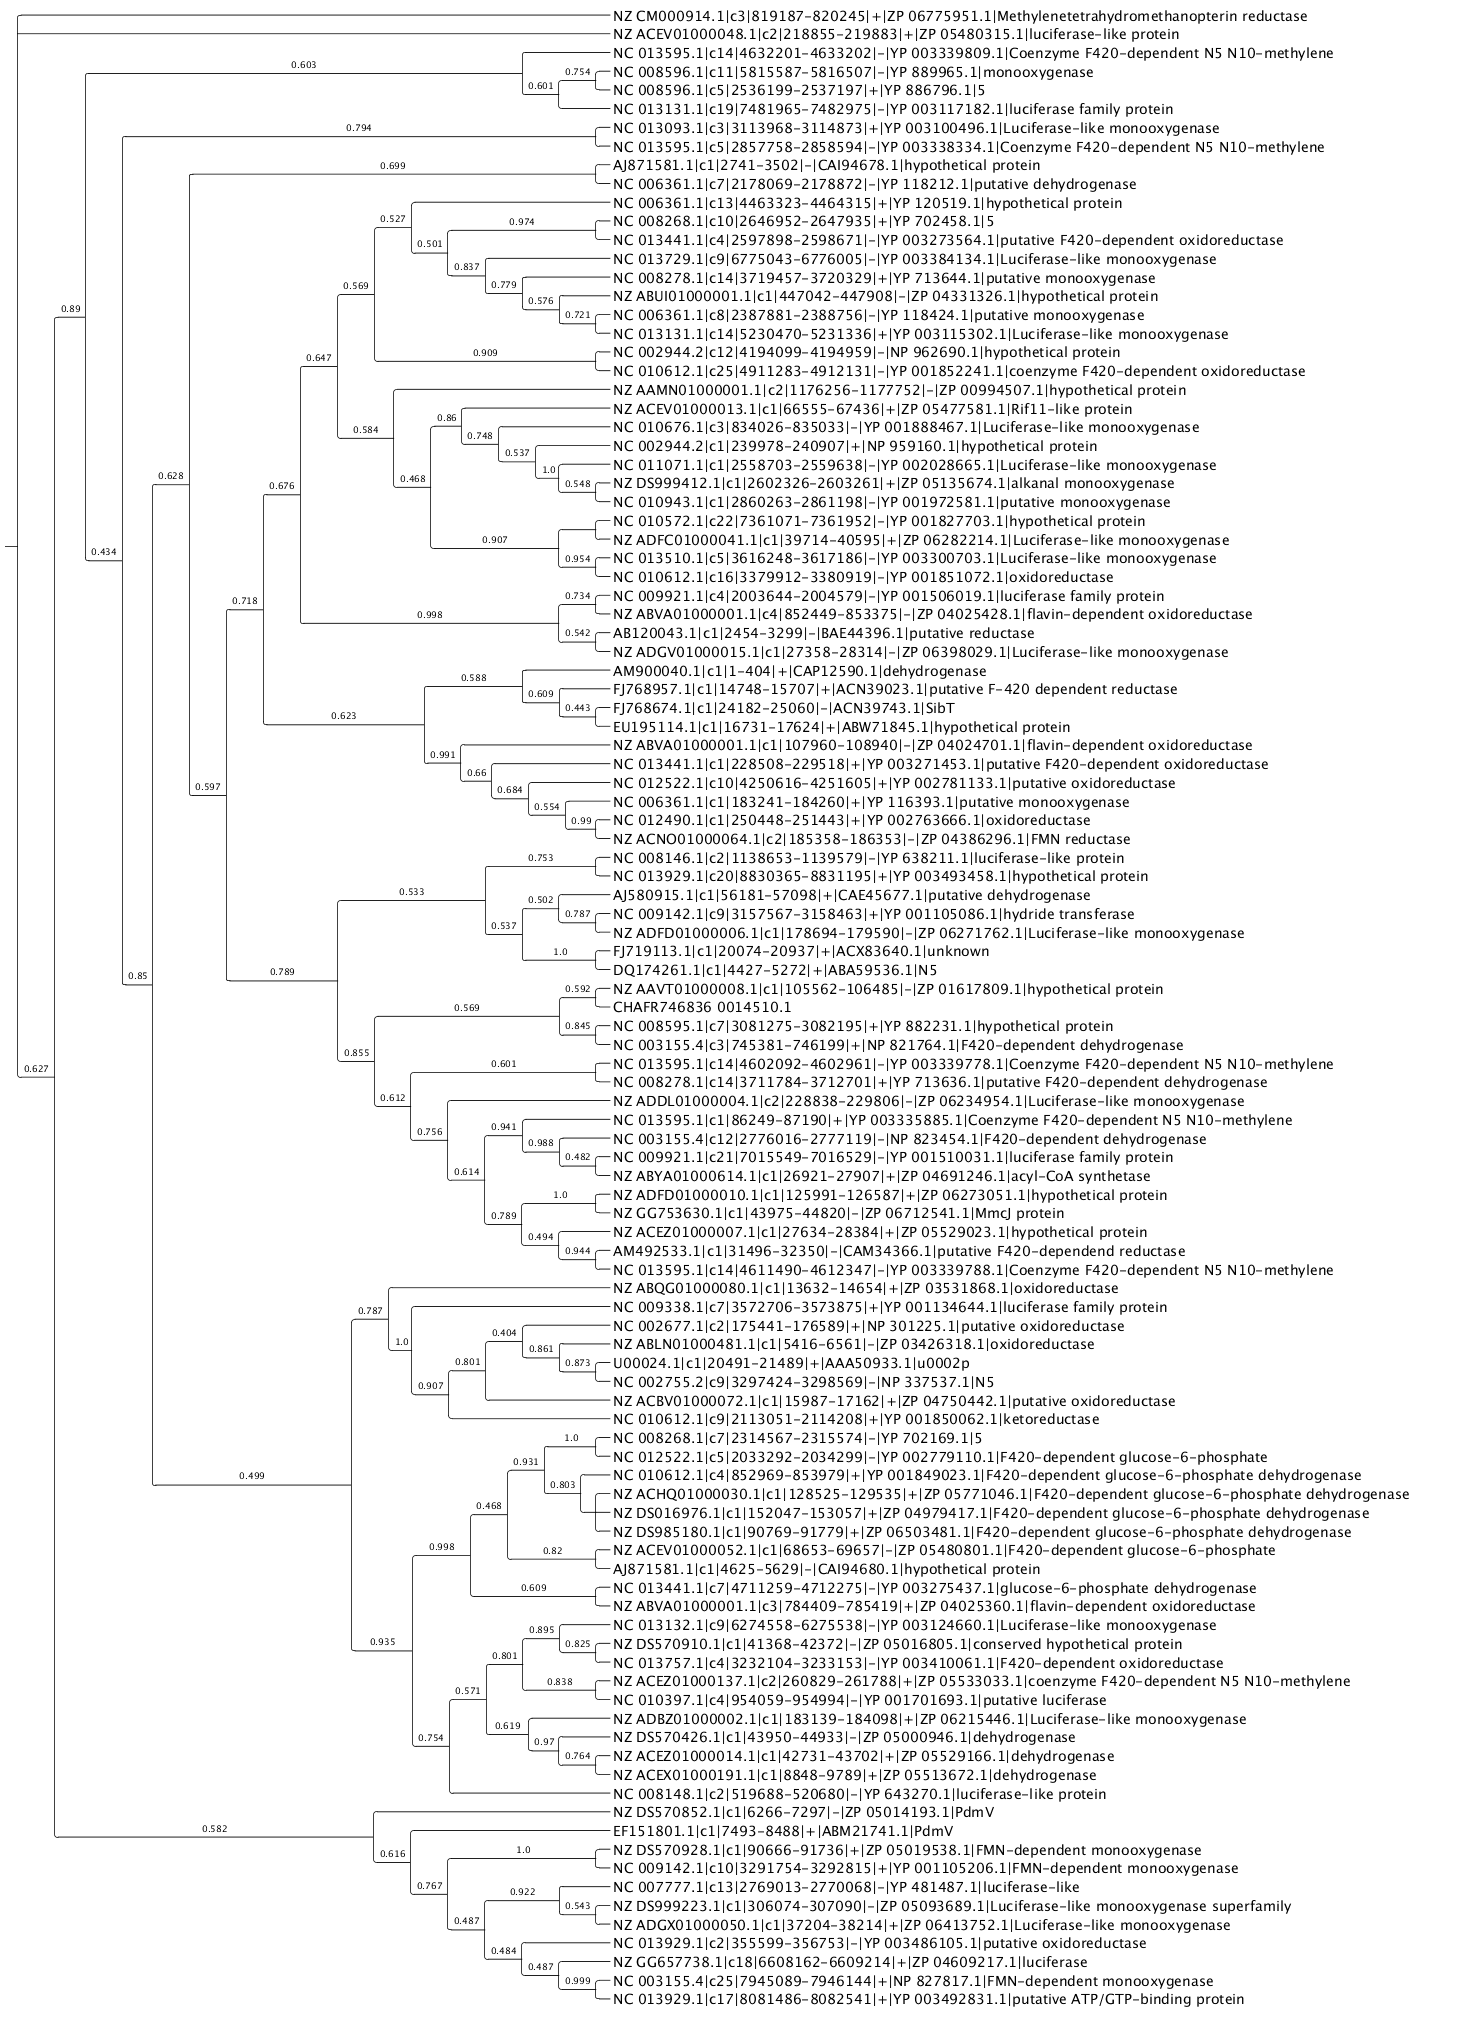 NZ CM000914.1|c3|819187-820245|+|ZP 06775951.1|Methylenetetrahydromethanopterin reductase
NZ ACEV01000048.1|c2|218855-219883|+|ZP 05480315.1|luciferase-like protein
NC 013595.1|c14|4632201-4633202|-|YP 003339809.1|Coenzyme F420-dependent N5 N10-methylene
0.603
0.754 NC 008596.1|c11|5815587-5816507|-|YP 889965.1|monooxygenase
0.601 NC 008596.1|c5|2536199-2537197|+|YP 886796.1|5
NC 013131.1|c19|7481965-7482975|-|YP 003117182.1|luciferase family protein
0.794 NC 013093.1|c3|3113968-3114873|+|YP 003100496.1|Luciferase-like monooxygenase
NC 013595.1|c5|2857758-2858594|-|YP 003338334.1|Coenzyme F420-dependent N5 N10-methylene
0.699 AJ871581.1|c1|2741-3502|-|CAI94678.1|hypothetical protein
NC 006361.1|c7|2178069-2178872|-|YP 118212.1|putative dehydrogenase
NC 006361.1|c13|4463323-4464315|+|YP 120519.1|hypothetical protein
0.527 0.974 NC 008268.1|c10|2646952-2647935|+|YP 702458.1|5
0.501 NC 013441.1|c4|2597898-2598671|-|YP 003273564.1|putative F420-dependent oxidoreductase
NC 013729.1|c9|6775043-6776005|-|YP 003384134.1|Luciferase-like monooxygenase
0.837
0.569 0.779 NC 008278.1|c14|3719457-3720329|+|YP 713644.1|putative monooxygenase
0.576 NZ ABUI01000001.1|c1|447042-447908|-|ZP 04331326.1|hypothetical protein
0.89 0.721 NC 006361.1|c8|2387881-2388756|-|YP 118424.1|putative monooxygenase
NC 013131.1|c14|5230470-5231336|+|YP 003115302.1|Luciferase-like monooxygenase
0.647 0.909 NC 002944.2|c12|4194099-4194959|-|NP 962690.1|hypothetical protein
NC 010612.1|c25|4911283-4912131|-|YP 001852241.1|coenzyme F420-dependent oxidoreductase
NZ AAMN01000001.1|c2|1176256-1177752|-|ZP 00994507.1|hypothetical protein
NZ ACEV01000013.1|c1|66555-67436|+|ZP 05477581.1|Rif11-like protein
0.86
0.584 0.748 NC 010676.1|c3|834026-835033|-|YP 001888467.1|Luciferase-like monooxygenase
0.537 NC 002944.2|c1|239978-240907|+|NP 959160.1|hypothetical protein
1.0 NC 011071.1|c1|2558703-2559638|-|YP 002028665.1|Luciferase-like monooxygenase
0.628 0.676 0.468 0.548 NZ DS999412.1|c1|2602326-2603261|+|ZP 05135674.1|alkanal monooxygenase
NC 010943.1|c1|2860263-2861198|-|YP 001972581.1|putative monooxygenase
NC 010572.1|c22|7361071-7361952|-|YP 001827703.1|hypothetical protein
0.434 0.907 NZ ADFC01000041.1|c1|39714-40595|+|ZP 06282214.1|Luciferase-like monooxygenase
0.954 NC 013510.1|c5|3616248-3617186|-|YP 003300703.1|Luciferase-like monooxygenase
NC 010612.1|c16|3379912-3380919|-|YP 001851072.1|oxidoreductase
0.718 0.734 NC 009921.1|c4|2003644-2004579|-|YP 001506019.1|luciferase family protein
0.998 NZ ABVA01000001.1|c4|852449-853375|-|ZP 04025428.1|flavin-dependent oxidoreductase
0.542 AB120043.1|c1|2454-3299|-|BAE44396.1|putative reductase
NZ ADGV01000015.1|c1|27358-28314|-|ZP 06398029.1|Luciferase-like monooxygenase
0.588 AM900040.1|c1|1-404|+|CAP12590.1|dehydrogenase
0.609 FJ768957.1|c1|14748-15707|+|ACN39023.1|putative F-420 dependent reductase
0.623 0.443 FJ768674.1|c1|24182-25060|-|ACN39743.1|SibT
EU195114.1|c1|16731-17624|+|ABW71845.1|hypothetical protein
0.991 NZ ABVA01000001.1|c1|107960-108940|-|ZP 04024701.1|flavin-dependent oxidoreductase
0.66 NC 013441.1|c1|228508-229518|+|YP 003271453.1|putative F420-dependent oxidoreductase
0.597 0.684 NC 012522.1|c10|4250616-4251605|+|YP 002781133.1|putative oxidoreductase
0.554 NC 006361.1|c1|183241-184260|+|YP 116393.1|putative monooxygenase
0.99 NC 012490.1|c1|250448-251443|+|YP 002763666.1|oxidoreductase
NZ ACNO01000064.1|c2|185358-186353|-|ZP 04386296.1|FMN reductase
0.753 NC 008146.1|c2|1138653-1139579|-|YP 638211.1|luciferase-like protein
NC 013929.1|c20|8830365-8831195|+|YP 003493458.1|hypothetical protein
0.533 0.502 AJ580915.1|c1|56181-57098|+|CAE45677.1|putative dehydrogenase
0.537 0.787 NC 009142.1|c9|3157567-3158463|+|YP 001105086.1|hydride transferase
NZ ADFD01000006.1|c1|178694-179590|-|ZP 06271762.1|Luciferase-like monooxygenase
1.0 FJ719113.1|c1|20074-20937|+|ACX83640.1|unknown
0.85 0.789 DQ174261.1|c1|4427-5272|+|ABA59536.1|N5
0.592 NZ AAVT01000008.1|c1|105562-106485|-|ZP 01617809.1|hypothetical protein
0.569 CHAFR746836 0014510.1
0.845 NC 008595.1|c7|3081275-3082195|+|YP 882231.1|hypothetical protein
0.855 NC 003155.4|c3|745381-746199|+|NP 821764.1|F420-dependent dehydrogenase
0.627 0.601 NC 013595.1|c14|4602092-4602961|-|YP 003339778.1|Coenzyme F420-dependent N5 N10-methylene
NC 008278.1|c14|3711784-3712701|+|YP 713636.1|putative F420-dependent dehydrogenase
0.612 NZ ADDL01000004.1|c2|228838-229806|-|ZP 06234954.1|Luciferase-like monooxygenase
0.756 0.941 NC 013595.1|c1|86249-87190|+|YP 003335885.1|Coenzyme F420-dependent N5 N10-methylene
0.988 NC 003155.4|c12|2776016-2777119|-|NP 823454.1|F420-dependent dehydrogenase
0.482 NC 009921.1|c21|7015549-7016529|-|YP 001510031.1|luciferase family protein
0.614 NZ ABYA01000614.1|c1|26921-27907|+|ZP 04691246.1|acyl-CoA synthetase
1.0 NZ ADFD01000010.1|c1|125991-126587|+|ZP 06273051.1|hypothetical protein
0.789 NZ GG753630.1|c1|43975-44820|-|ZP 06712541.1|MmcJ protein
0.494 NZ ACEZ01000007.1|c1|27634-28384|+|ZP 05529023.1|hypothetical protein
0.944 AM492533.1|c1|31496-32350|-|CAM34366.1|putative F420-dependend reductase
NC 013595.1|c14|4611490-4612347|-|YP 003339788.1|Coenzyme F420-dependent N5 N10-methylene
NZ ABQG01000080.1|c1|13632-14654|+|ZP 03531868.1|oxidoreductase
0.787 NC 009338.1|c7|3572706-3573875|+|YP 001134644.1|luciferase family protein
0.404 NC 002677.1|c2|175441-176589|+|NP 301225.1|putative oxidoreductase
1.0 0.861 NZ ABLN01000481.1|c1|5416-6561|-|ZP 03426318.1|oxidoreductase
0.801 0.873 U00024.1|c1|20491-21489|+|AAA50933.1|u0002p
0.907 NC 002755.2|c9|3297424-3298569|-|NP 337537.1|N5
NZ ACBV01000072.1|c1|15987-17162|+|ZP 04750442.1|putative oxidoreductase
NC 010612.1|c9|2113051-2114208|+|YP 001850062.1|ketoreductase
1.0 NC 008268.1|c7|2314567-2315574|-|YP 702169.1|5
0.931 NC 012522.1|c5|2033292-2034299|-|YP 002779110.1|F420-dependent glucose-6-phosphate
0.499 NC 010612.1|c4|852969-853979|+|YP 001849023.1|F420-dependent glucose-6-phosphate dehydrogenase
0.803
0.468 NZ ACHQ01000030.1|c1|128525-129535|+|ZP 05771046.1|F420-dependent glucose-6-phosphate dehydrogenase
NZ DS016976.1|c1|152047-153057|+|ZP 04979417.1|F420-dependent glucose-6-phosphate dehydrogenase
NZ DS985180.1|c1|90769-91779|+|ZP 06503481.1|F420-dependent glucose-6-phosphate dehydrogenase
0.998 0.82 NZ ACEV01000052.1|c1|68653-69657|-|ZP 05480801.1|F420-dependent glucose-6-phosphate
AJ871581.1|c1|4625-5629|-|CAI94680.1|hypothetical protein
0.609 NC 013441.1|c7|4711259-4712275|-|YP 003275437.1|glucose-6-phosphate dehydrogenase
NZ ABVA01000001.1|c3|784409-785419|+|ZP 04025360.1|flavin-dependent oxidoreductase
0.895 NC 013132.1|c9|6274558-6275538|-|YP 003124660.1|Luciferase-like monooxygenase
0.935 0.825 NZ DS570910.1|c1|41368-42372|-|ZP 05016805.1|conserved hypothetical protein
0.801 NC 013757.1|c4|3232104-3233153|-|YP 003410061.1|F420-dependent oxidoreductase
0.838 NZ ACEZ01000137.1|c2|260829-261788|+|ZP 05533033.1|coenzyme F420-dependent N5 N10-methylene
0.571 NC 010397.1|c4|954059-954994|-|YP 001701693.1|putative luciferase
0.619 NZ ADBZ01000002.1|c1|183139-184098|+|ZP 06215446.1|Luciferase-like monooxygenase
0.754 0.97 NZ DS570426.1|c1|43950-44933|-|ZP 05000946.1|dehydrogenase
0.764 NZ ACEZ01000014.1|c1|42731-43702|+|ZP 05529166.1|dehydrogenase
NZ ACEX01000191.1|c1|8848-9789|+|ZP 05513672.1|dehydrogenase
NC 008148.1|c2|519688-520680|-|YP 643270.1|luciferase-like protein
NZ DS570852.1|c1|6266-7297|-|ZP 05014193.1|PdmV
0.582 EF151801.1|c1|7493-8488|+|ABM21741.1|PdmV
0.616 1.0 NZ DS570928.1|c1|90666-91736|+|ZP 05019538.1|FMN-dependent monooxygenase
NC 009142.1|c10|3291754-3292815|+|YP 001105206.1|FMN-dependent monooxygenase
0.767 0.922 NC 007777.1|c13|2769013-2770068|-|YP 481487.1|luciferase-like
0.543 NZ DS999223.1|c1|306074-307090|-|ZP 05093689.1|Luciferase-like monooxygenase superfamily
0.487 NZ ADGX01000050.1|c1|37204-38214|+|ZP 06413752.1|Luciferase-like monooxygenase
0.484 NC 013929.1|c2|355599-356753|-|YP 003486105.1|putative oxidoreductase
0.487 NZ GG657738.1|c18|6608162-6609214|+|ZP 04609217.1|luciferase
0.999 NC 003155.4|c25|7945089-7946144|+|NP 827817.1|FMN-dependent monooxygenase
NC 013929.1|c17|8081486-8082541|+|YP 003492831.1|putative ATP/GTP-binding protein